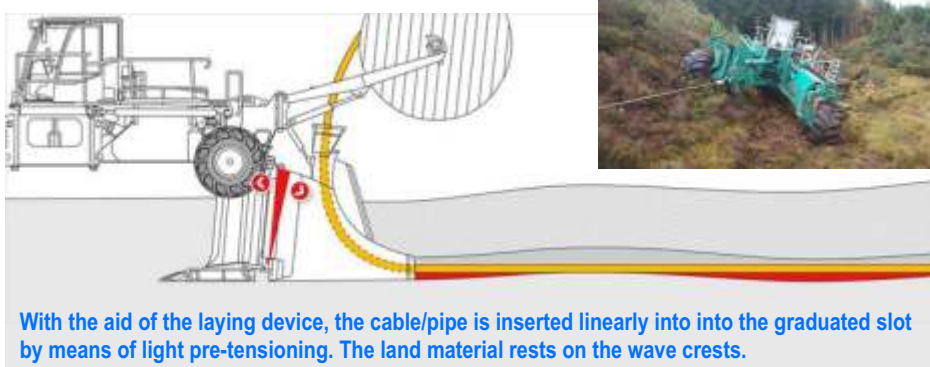 With the aid of the laying device, the cable/pipe is inserted linearly into into the graduated slot
by means of light pre-tensioning. The land material rests on the wave crests.